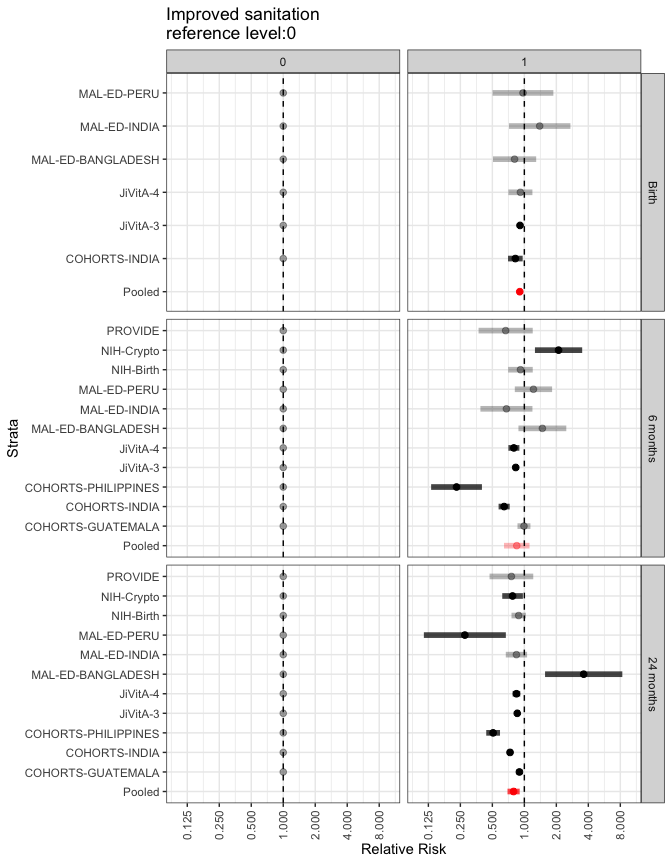 Improved sanitation
reference level:0
0
1
MAL-ED-PERU
MAL-ED-INDIA
MAL-ED-BANGLADESH
JiVitA-4
JiVitA-3
COHORTS-INDIA
Pooled
Birth
PROVIDE
NIH-Crypto
NIH-Birth
MAL-ED-PERU
MAL-ED-INDIA
MAL-ED-BANGLADESH
JiVitA-4
JiVitA-3
COHORTS-PHILIPPINES
COHORTS-INDIA
COHORTS-GUATEMALA
Pooled
6 months
Strata
PROVIDE
NIH-Crypto
NIH-Birth
MAL-ED-PERU
MAL-ED-INDIA
MAL-ED-BANGLADESH
JiVitA-4
JiVitA-3
COHORTS-PHILIPPINES
COHORTS-INDIA
COHORTS-GUATEMALA
Pooled
24 months
0.125
0.250
0.500
1.000
2.000
4.000
8.000
0.125
0.250
0.500
1.000
2.000
4.000
8.000
Relative Risk